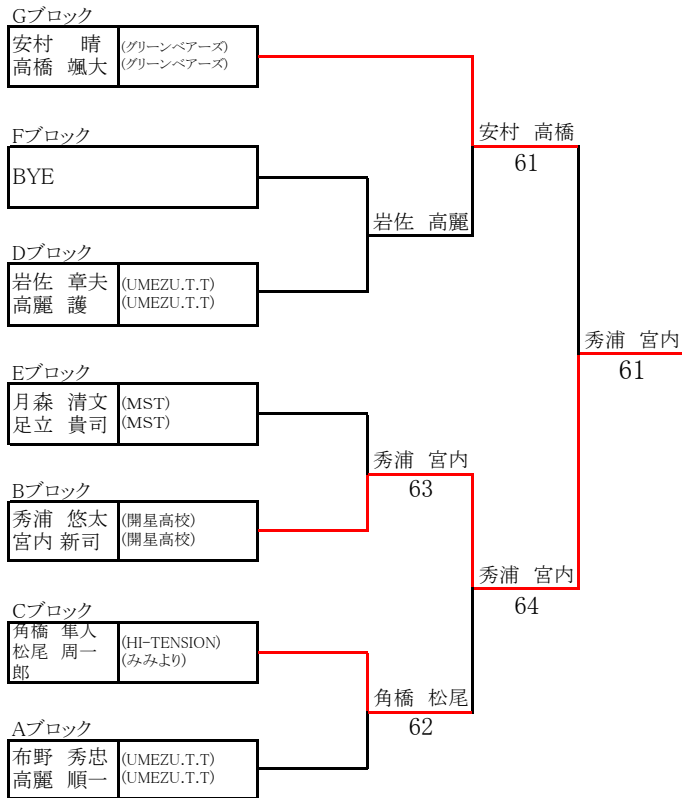 Gブロック
安村　晴 (グリーンベアーズ)
高橋 颯大 (グリーンベアーズ)
Fブロック
BYE
Dブロック
岩佐 章夫 (UMEZU.T.T)
高麗 護 (UMEZU.T.T)
Eブロック
月森 清文 (MST)
足立 貴司 (MST)
Bブロック
秀浦 悠太 (開星高校)
宮内 新司 (開星高校)
Cブロック
角橋 隼人 (HI-TENSION)
松尾 周一 (みみより)
郎
Aブロック
布野 秀忠 (UMEZU.T.T)
高麗 順一 (UMEZU.T.T)
岩佐 高麗
秀浦 宮内
63
角橋 松尾
62
安村 高橋
61
秀浦 宮内
64
秀浦 宮内
61